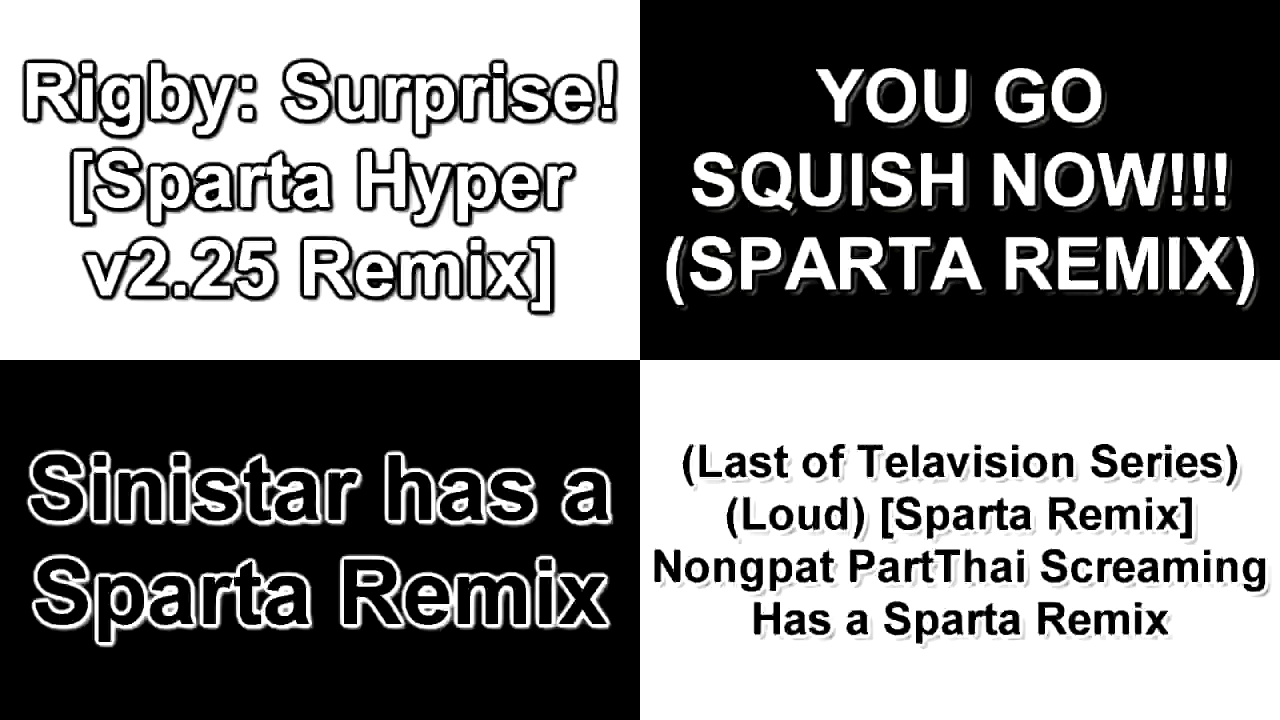 Rigby: Surprise!
[Sparta Hyper
v2.25 Remix]
YOU GO
SQUISH NOW!!!
(SPARTA REMIX)
Sinistar has a
Sparta Remix
(Last of Telavision Series)
(Loud) [Sparta Remix]
Nongpat PartThai Screaming
Has a Sparta Remix